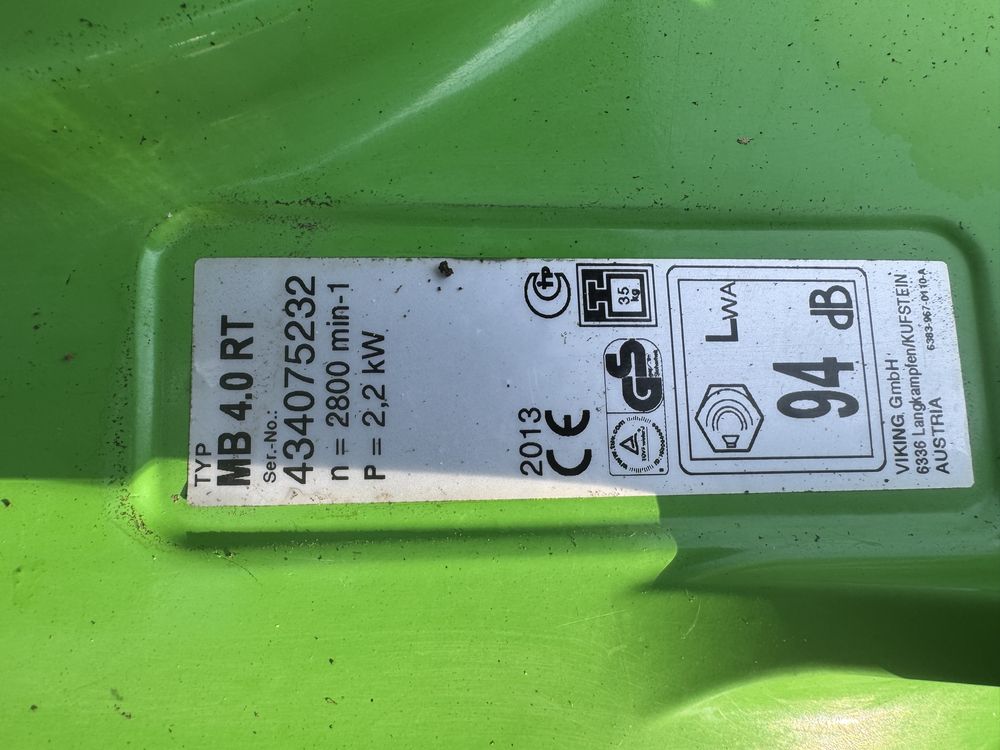 TYP
MB 4.0 RT
Ser.-No.:
434075232
n = 2800 min-1
P = 2,2 kW
2013
CE
GS
35
kg
LWA
94
dB
VIKING GmbH
6336 Langkampfen/KUFSTEIN
AUSTRIA
6383-967-0110-A